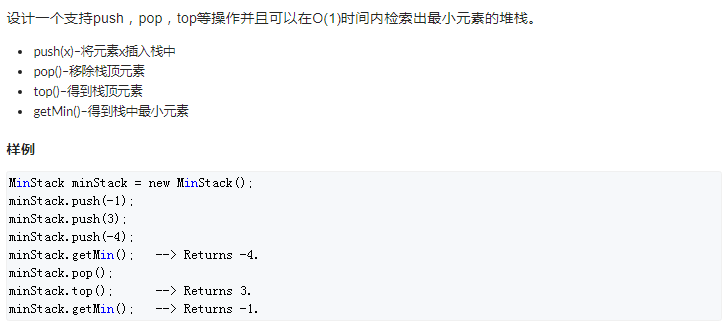 设计一个支持push，pop，top等操作并且可以在O(1)时间内检索出最小元素的堆栈。
• push(x)–将元素x插入栈中
• pop()–移除栈顶元素
• top()–得到栈顶元素
• getMin()–得到栈中最小元素
样例
MinStack minStack = new MinStack();
minStack.push(-1);
minStack.push(3);
minStack.push(-4);
minStack.getMin();   --> Returns -4.
minStack.pop();
minStack.top();      --> Returns 3.
minStack.getMin();   --> Returns -1.